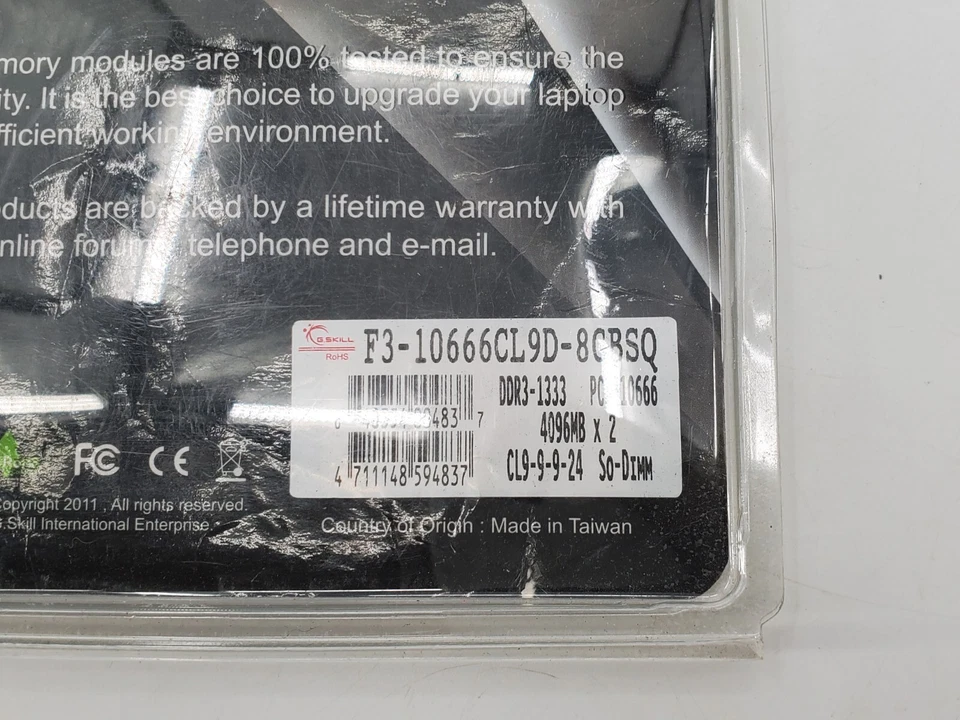 mory modules are 100% tested to ensure the
ity. It is the best choice to upgrade your laptop
fficient working environment.
oducts are backed by a lifetime warranty with
nline forum, telephone and e-mail.
G.SKILL
RoHS
F3-10666CL9D-8GBSQ
DDR3-1333 PC3 10666
4096MB x 2
4 711148 594837
CL9-9-9-24 So-Dimm
FC CE
Copyright 2011 , All rights reserved.
G.Skill International Enterprise.
Country of Origin : Made in Taiwan